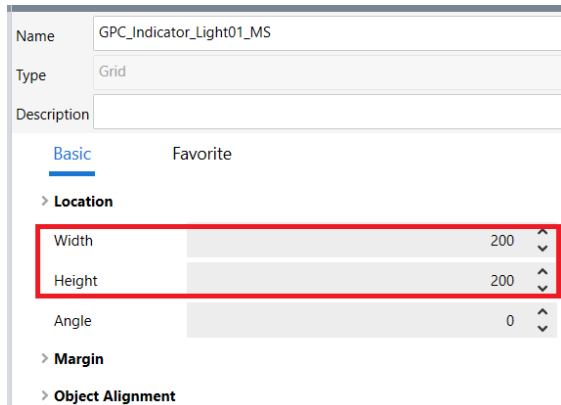 Name GPC_Indicator_Light01_MS
Type Grid
Description
Basic Favorite
Location
Width 200
Height 200
Angle 0
Margin
Object Alignment